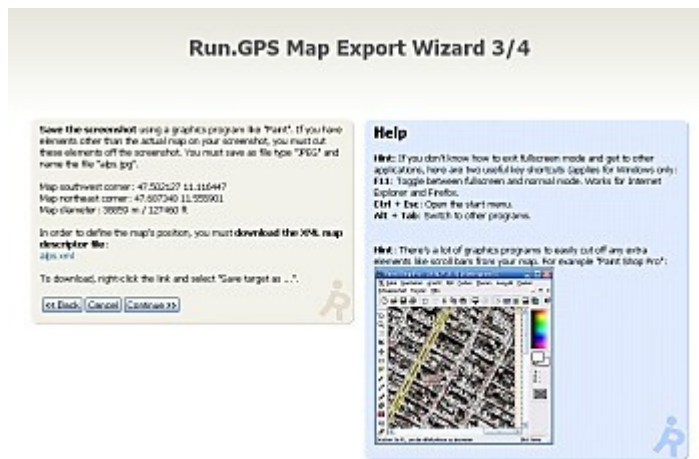 Run.GPS Map Export Wizard 3/4
Save the screenshot using a graphics program like "Paint". If you have
elements other than the actual map on your screenshot, you must cut
these elements off the screenshot. You must save as file type "JPEG" and
name the file "alps.jpg".
Map southwest corner: 47.502127 11.116447
Map northeast corner: 47.687340 11.555901
Map diameter: 38859 m / 127460 ft
In order to define the map's position, you must download the XML map
descriptor file:
alps.xml
To download, right-click the link and select "Save target as ...".
<< Back Cancel Continue >>
Help
Hint: If you don't know how to exit fullscreen mode and get to other
applications, here are two useful key shortcuts (applies for Windows only):
F11: Toggle between fullscreen and normal mode. Works for Internet
Explorer and Firefox.
Ctrl + Esc: Open the start menu.
Alt + Tab: Switch to other programs.
Hint: There's a lot of graphics programs to easily cut off any extra
elements like scroll bars from your map. For example "Paint Shop Pro":